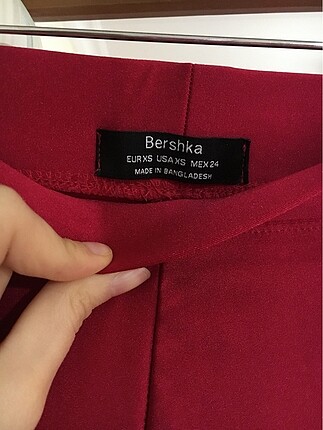 Bershka
EUR XS USA XS MEX 24
MADE IN BANGLADESH